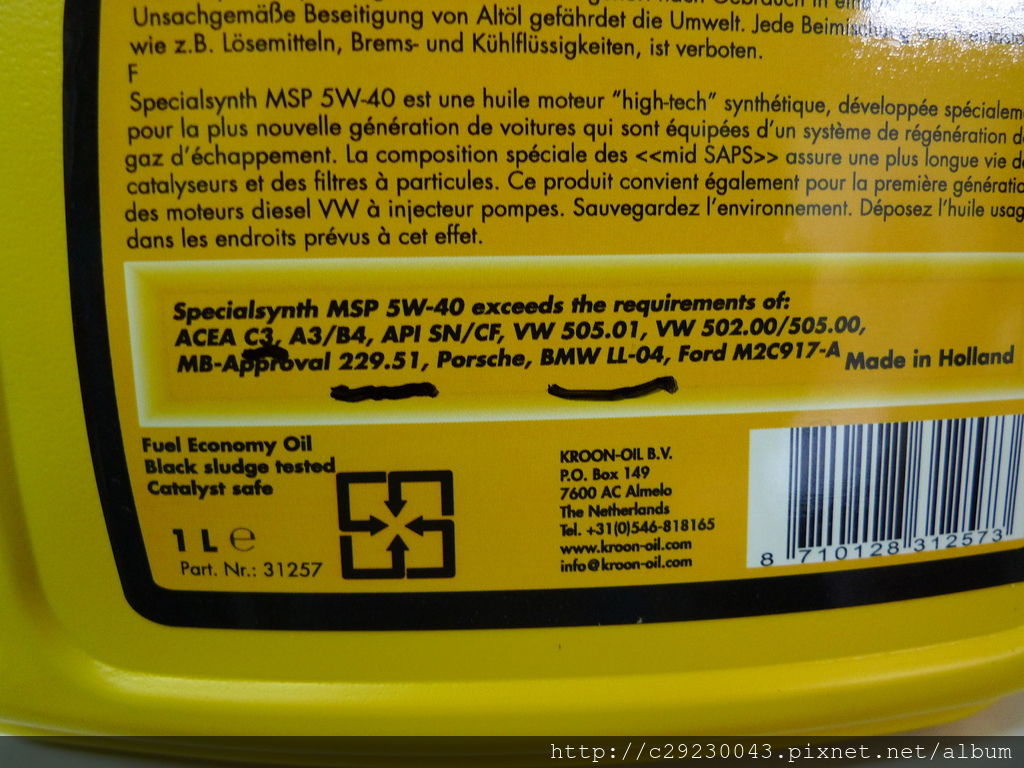 Unsachgemäße Beseitigung von Altöl gefährdet die Umwelt. Jede
wie z.B. Lösemitteln, Brems- und Kühlflüssigkeiten, ist verboten.
F
Specialsynth MSP 5W-40 est une huile moteur "high-tech" synthétique, développée spécialem
pour la plus nouvelle génération de voitures qui sont équipées d'un système de régénération de
gaz d'échappement. La composition spéciale des <<mid SAPS>> assure une plus longue vie de
catalyseurs et des filtres à particules. Ce produit convient également pour la première génératio
des moteurs diesel VW à injecteur pompes. Sauvegardez l'environnement. Déposez l'huile usag
dans les endroits prévus à cet effet.
Specialsynth MSP 5W-40 exceeds the requirements of:
ACEA C3, A3/B4, API SN/CF, VW 505.01, VW 502.00/505.00,
MB-Approval 229.51, Porsche, BMW LL-04, Ford M2C917-A
Made in Holland
Fuel Economy Oil
Black sludge tested
Catalyst safe
1 L ℮
Part. Nr.: 31257
KROON-OIL B.V.
P.O. Box 149
7600 AC Almelo
The Netherlands
Tel. +31(0)546-818165
www.kroon-oil.com
info@kroon-oil.com
8 710128 312573
http://c29230043.pixnet.net/album